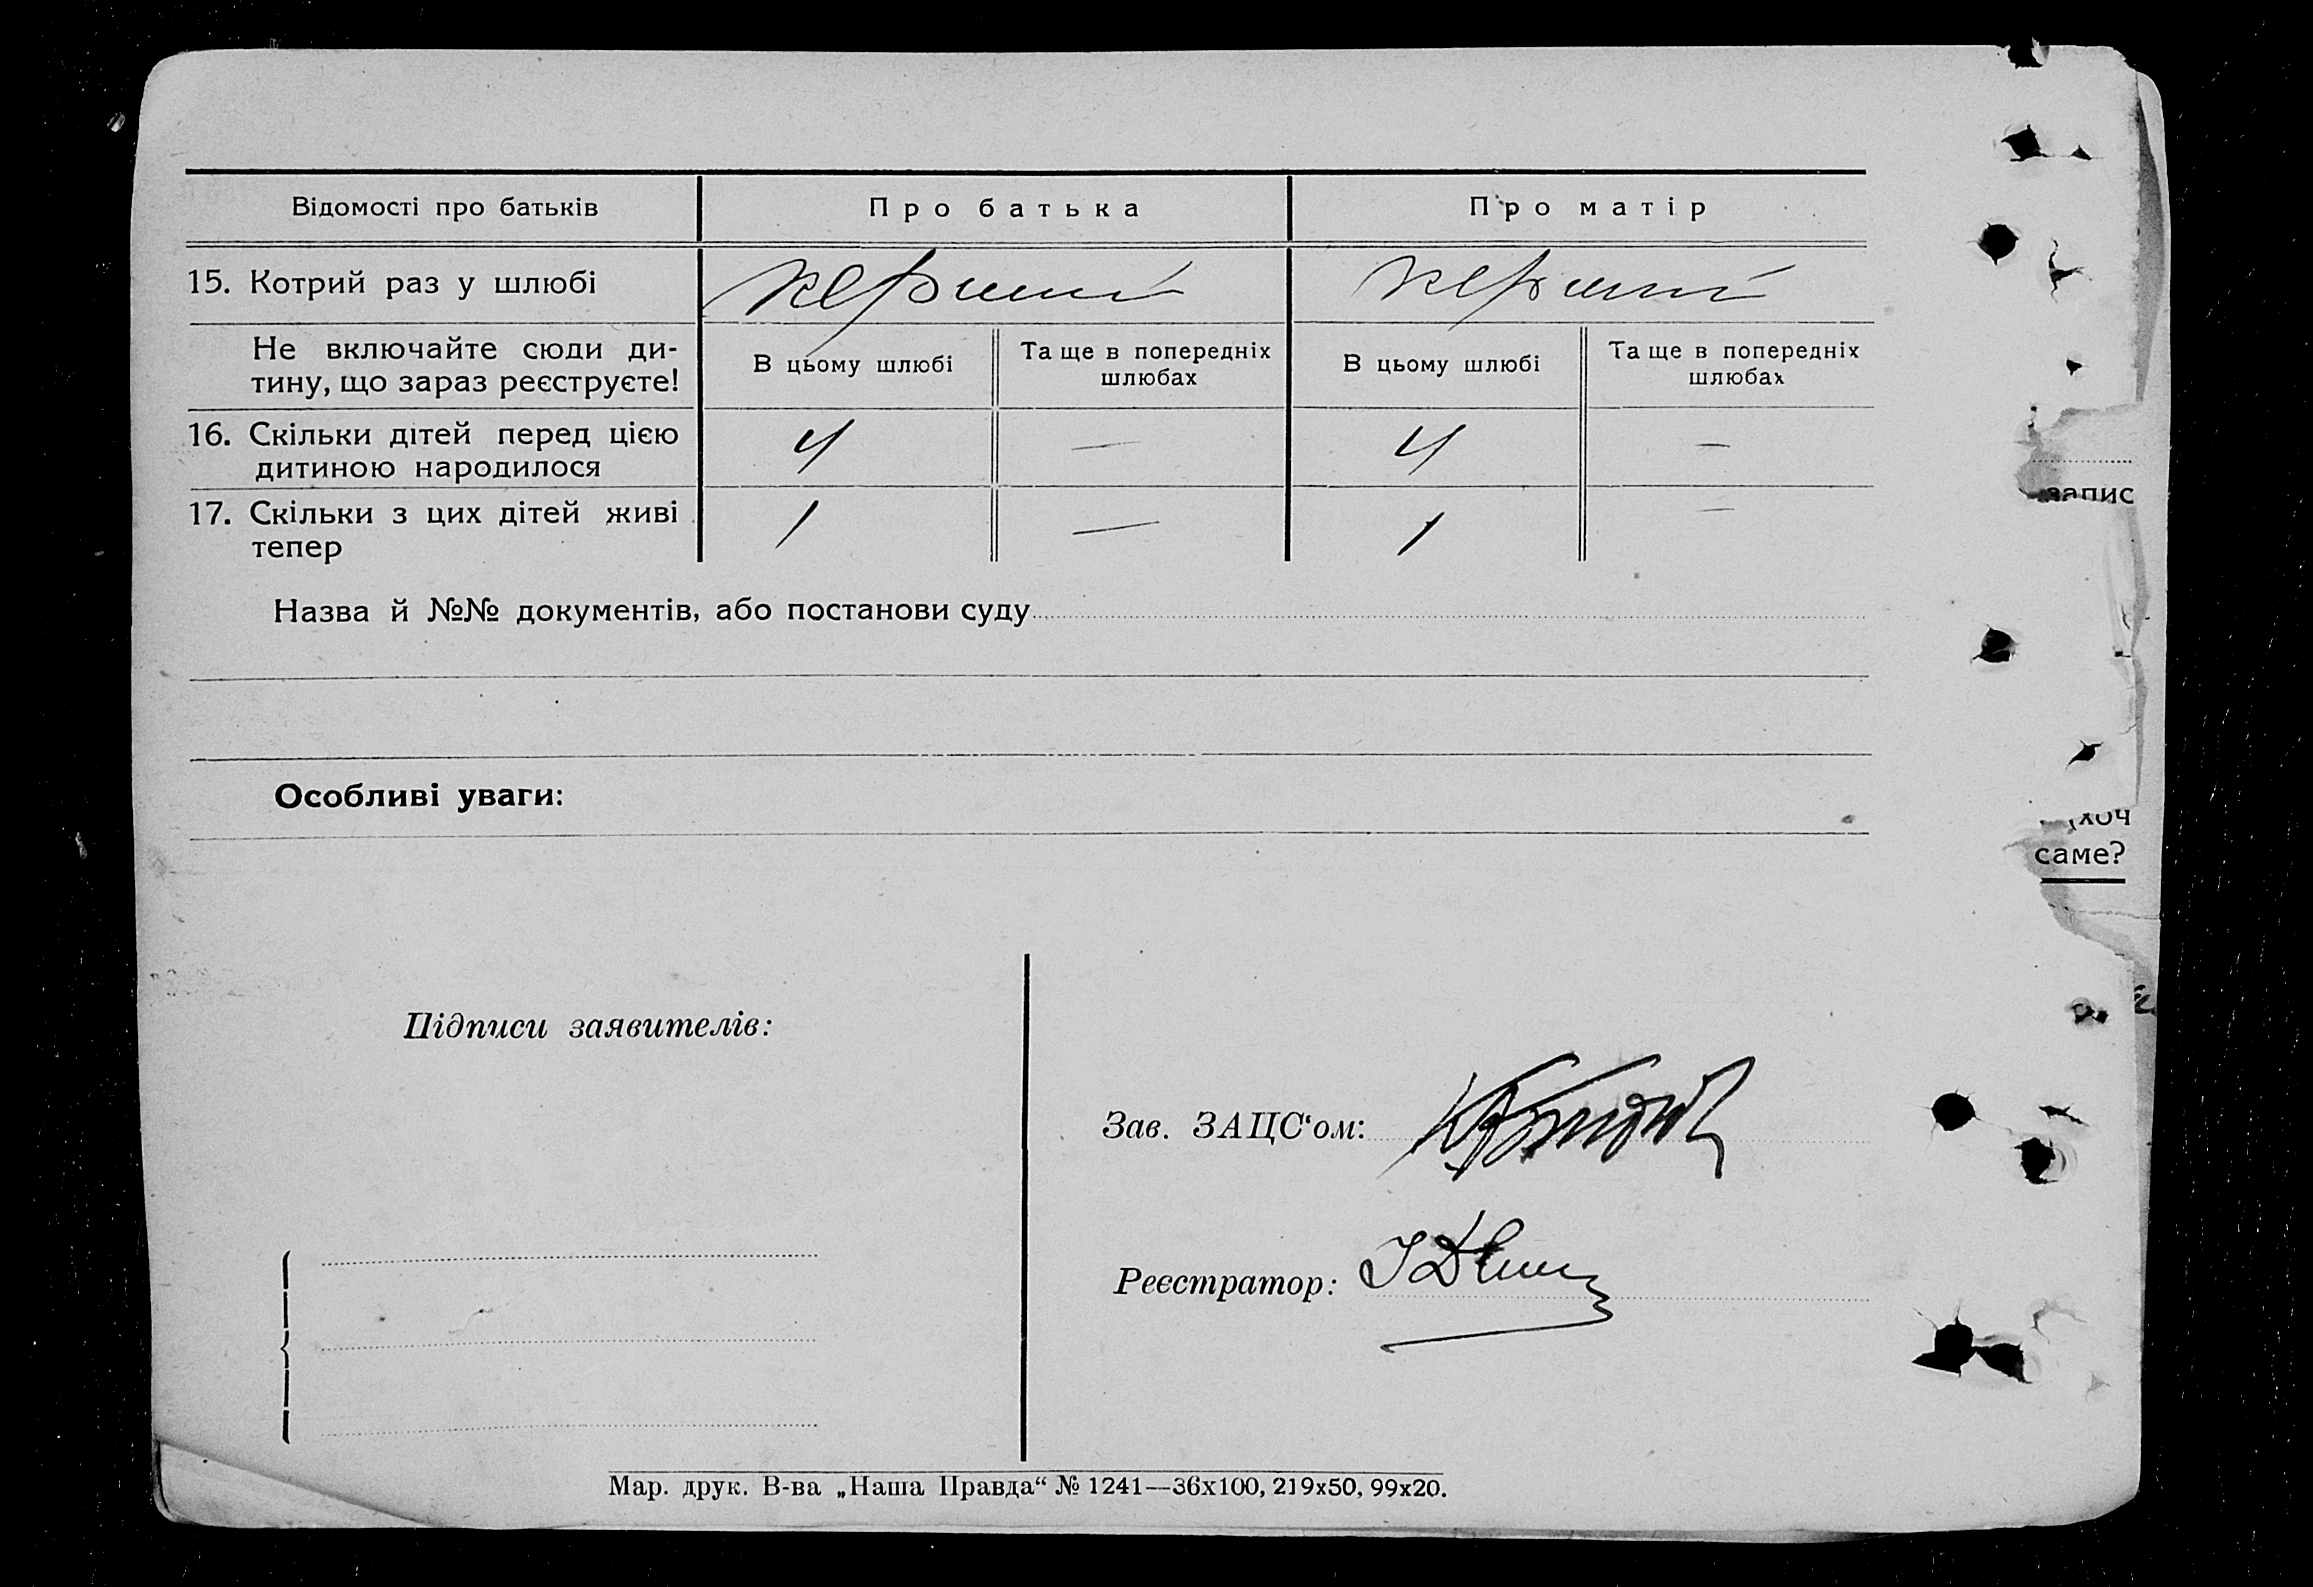 Відомості про батьків
Про батька
Про матір
15. Котрий раз у шлюбі
перший
перший
Не включайте сюди ди-
тину, що зараз реєструєте!
В цьому шлюбі
Та ще в попередніх
шлюбах
В цьому шлюбі
Та ще в попередніх
шлюбах
16. Скільки дітей перед цією
дитиною народилося
4
—
4
—
17. Скільки з цих дітей живі
тепер
1
—
1
—
запис
Назва й №№ документів, або постанови суду
Особливі уваги:
хоч
саме?
Підписи заявителів:
Зав. ЗАЦС‘ом:
Реєстратор:
Мар. друк. В-ва „Наша Правда“ № 1241—36х100, 219х50, 99х20.